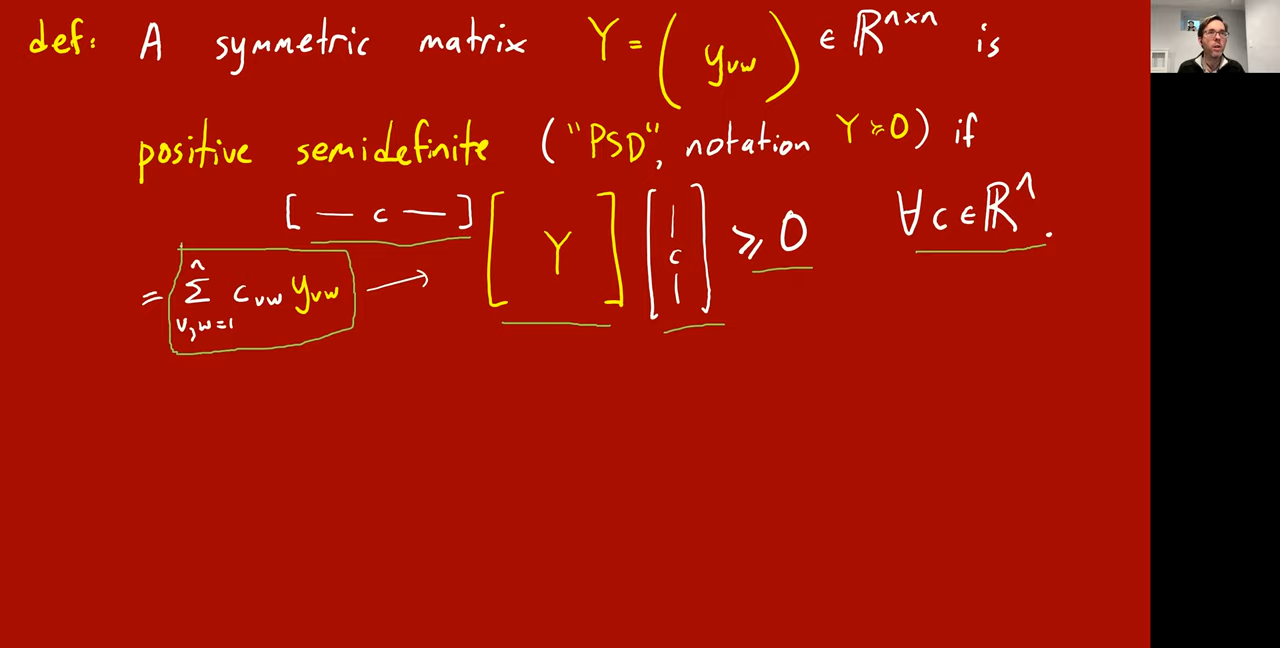 def: A symmetric matrix Y = ( y_vw ) ∈ ℝ^{n×n} is
positive semidefinite ("PSD", notation Y ≽ 0) if
[ — c — ] [ Y ] [ | c | ] ≥ 0 ∀ c ∈ ℝ^n.
= Σ_{v,w=1}^n c_vw y_vw →